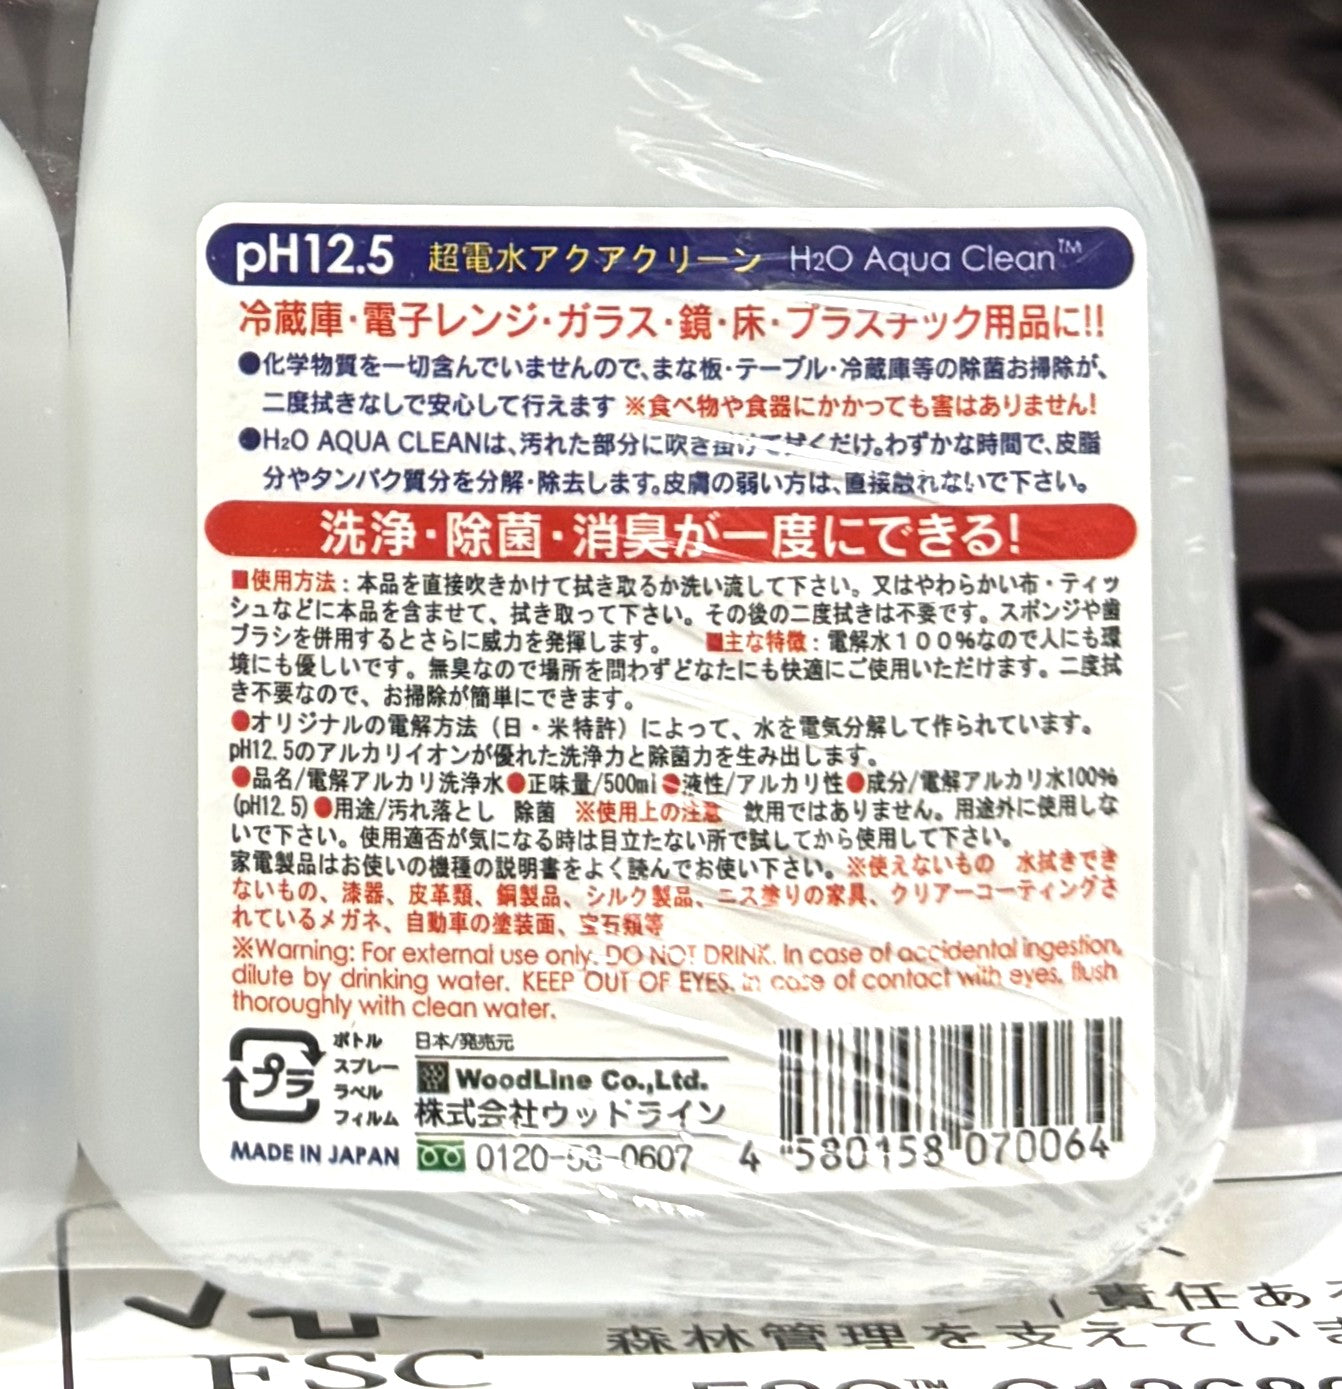 pH12.5 超電水アクアクリーン H2O Aqua Clean™
冷蔵庫・電子レンジ・ガラス・鏡・床・プラスチック用品に!!
●化学物質を一切含んでいませんので、まな板・テーブル・冷蔵庫等の除菌お掃除が、
二度拭きなしで安心して行えます ※食べ物や食器にかかっても害はありません!
●H2O AQUA CLEANは、汚れた部分に吹き掛けて拭くだけ。わずかな時間で、皮脂
分やタンパク質分を分解・除去します。皮膚の弱い方は、直接触れないで下さい。
洗浄・除菌・消臭が一度にできる!
■使用方法：本品を直接吹きかけて拭き取るか洗い流して下さい。又はやわらかい布・ティッ
シュなどに本品を含ませて、拭き取って下さい。その後の二度拭きは不要です。スポンジや歯
ブラシを併用するとさらに威力を発揮します。 ■主な特徴：電解水１００％なので人にも環
境にも優しいです。無臭なので場所を問わずどなたにも快適にご使用いただけます。二度拭
き不要なので、お掃除が簡単にできます。
●オリジナルの電解方法（日・米特許）によって、水を電気分解して作られています。
pH12.5のアルカリイオンが優れた洗浄力と除菌力を生み出します。
●品名/電解アルカリ洗浄水●正味量/500ml●液性/アルカリ性●成分/電解アルカリ水100%
(pH12.5)●用途/汚れ落とし 除菌 ※使用上の注意 飲用ではありません。用途外に使用しな
いで下さい。使用適否が気になる時は目立たない所で試してから使用して下さい。
家電製品はお使いの機種の説明書をよく読んでお使い下さい。※使えないもの 水拭きでき
ないもの、漆器、皮革類、銅製品、シルク製品、ニス塗りの家具、クリアーコーティングさ
れているメガネ、自動車の塗装面、宝石類等
※Warning: For external use only. DO NOT DRINK. In case of accidental ingestion,
dilute by drinking water. KEEP OUT OF EYES. In case of contact with eyes, flush
thoroughly with clean water.
プラ
ボトル
スプレー
ラベル
フィルム
MADE IN JAPAN
日本/発売元
WoodLine Co.,Ltd.
株式会社ウッドライン
0120-53-0607
4 580158 070064
責任ある
森林管理を支えていま
FSC